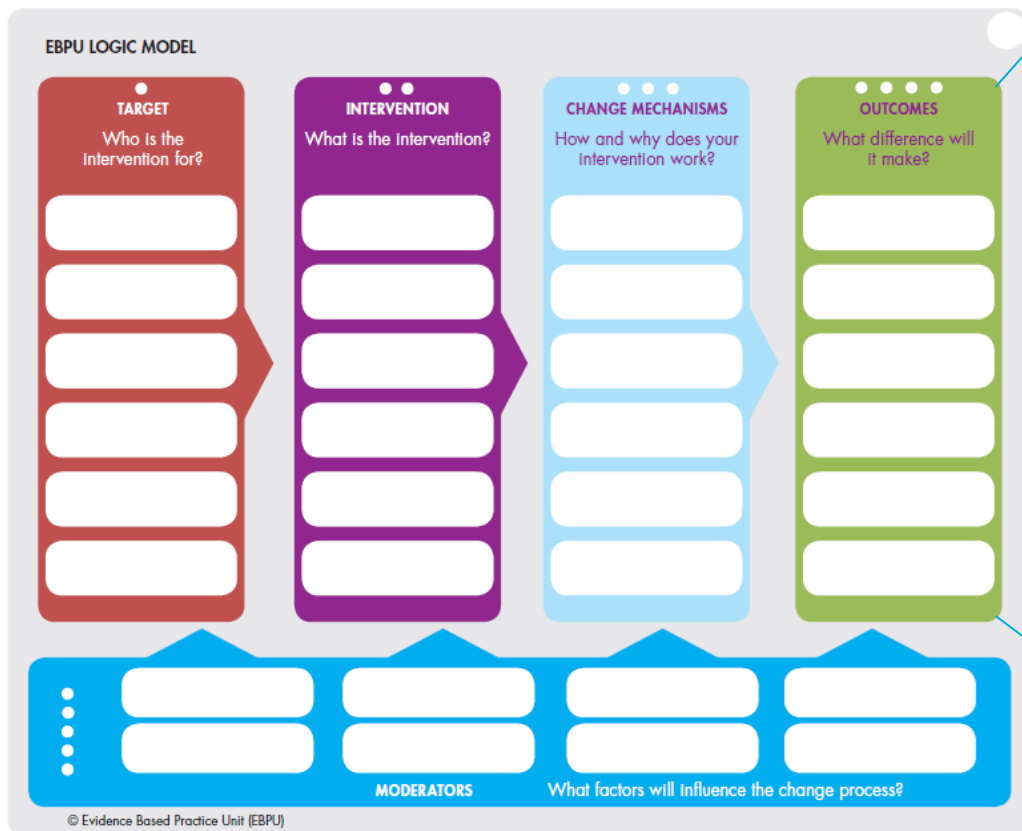 EBPU LOGIC MODEL
TARGET
Who is the
intervention for?
INTERVENTION
What is the intervention?
CHANGE MECHANISMS
How and why does your
intervention work?
OUTCOMES
What difference will
it make?
MODERATORS
What factors will influence the change process?
© Evidence Based Practice Unit (EBPU)